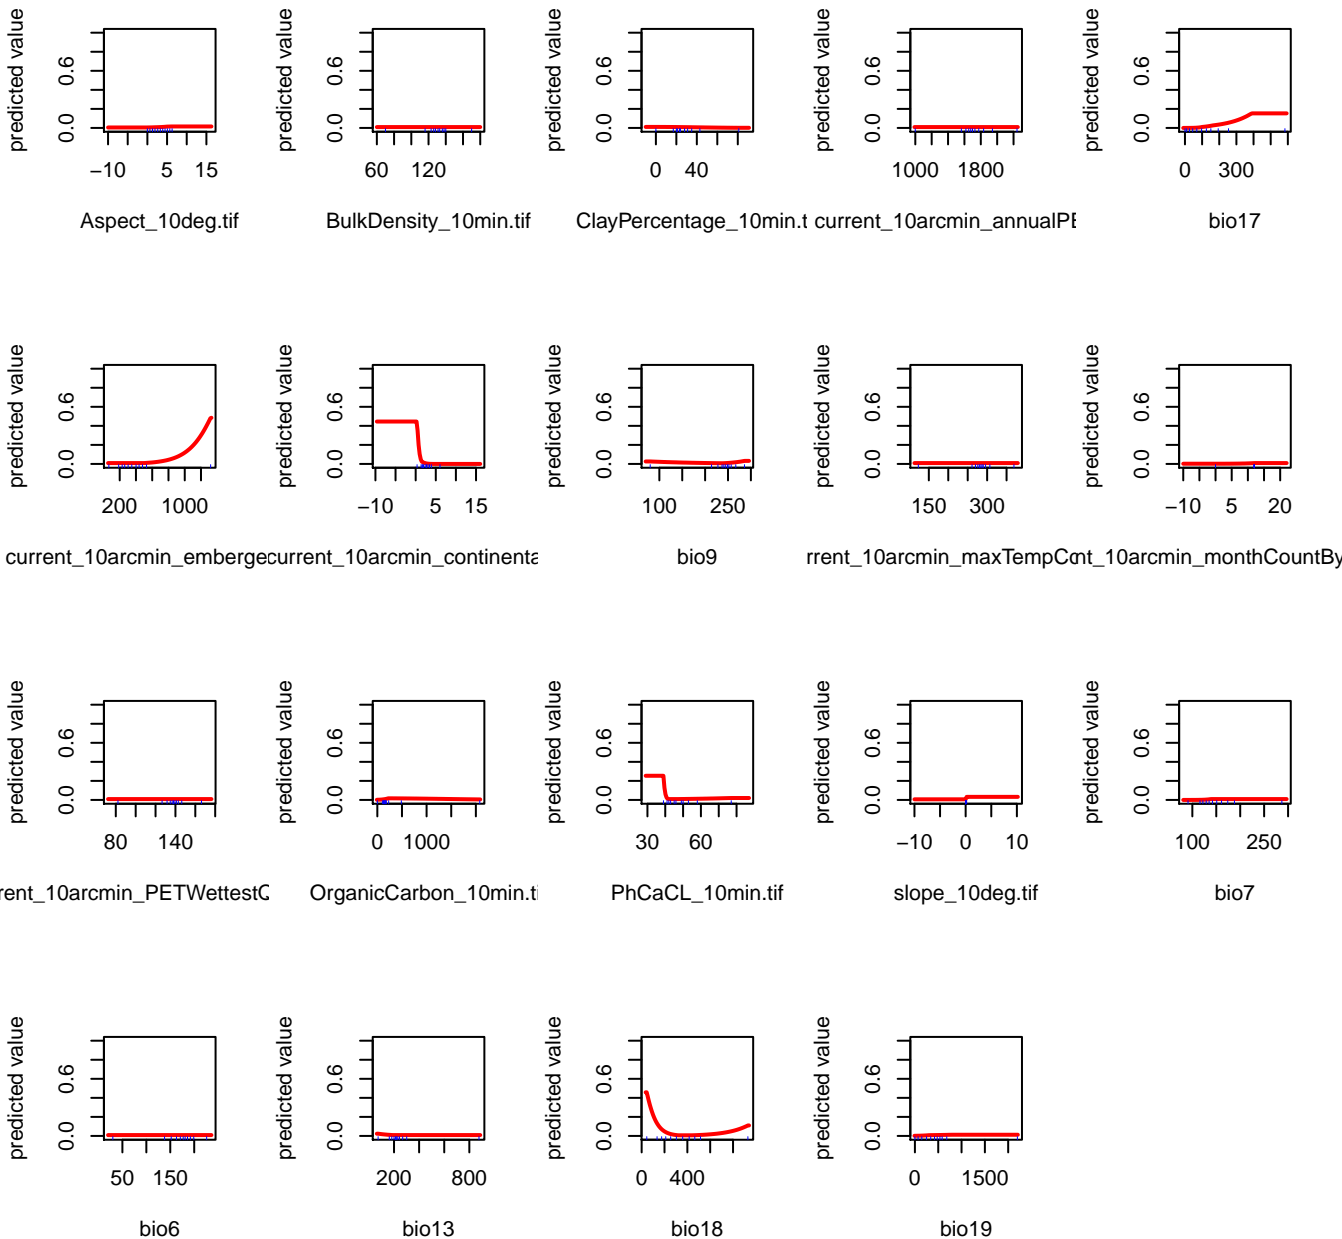 predicted value
0.0 0.6
−10 5 15
Aspect_10deg.tif
predicted value
0.0 0.6
60 120
BulkDensity_10min.tif
predicted value
0.0 0.6
0 40
ClayPercentage_10min.t
predicted value
0.0 0.6
1000 1800
current_10arcmin_annualPE
predicted value
0.0 0.6
0 300
bio17
predicted value
0.0 0.6
200 1000
current_10arcmin_emberge
predicted value
0.0 0.6
−10 5 15
current_10arcmin_continenta
predicted value
0.0 0.6
100 250
bio9
predicted value
0.0 0.6
150 300
rrent_10arcmin_maxTempCo
predicted value
0.0 0.6
−10 5 20
nt_10arcmin_monthCountBy
predicted value
0.0 0.6
80 140
rent_10arcmin_PETWettestQ
predicted value
0.0 0.6
0 1000
OrganicCarbon_10min.ti
predicted value
0.0 0.6
30 60
PhCaCL_10min.tif
predicted value
0.0 0.6
−10 0 10
slope_10deg.tif
predicted value
0.0 0.6
100 250
bio7
predicted value
0.0 0.6
50 150
bio6
predicted value
0.0 0.6
200 800
bio13
predicted value
0.0 0.6
0 400
bio18
predicted value
0.0 0.6
0 1500
bio19